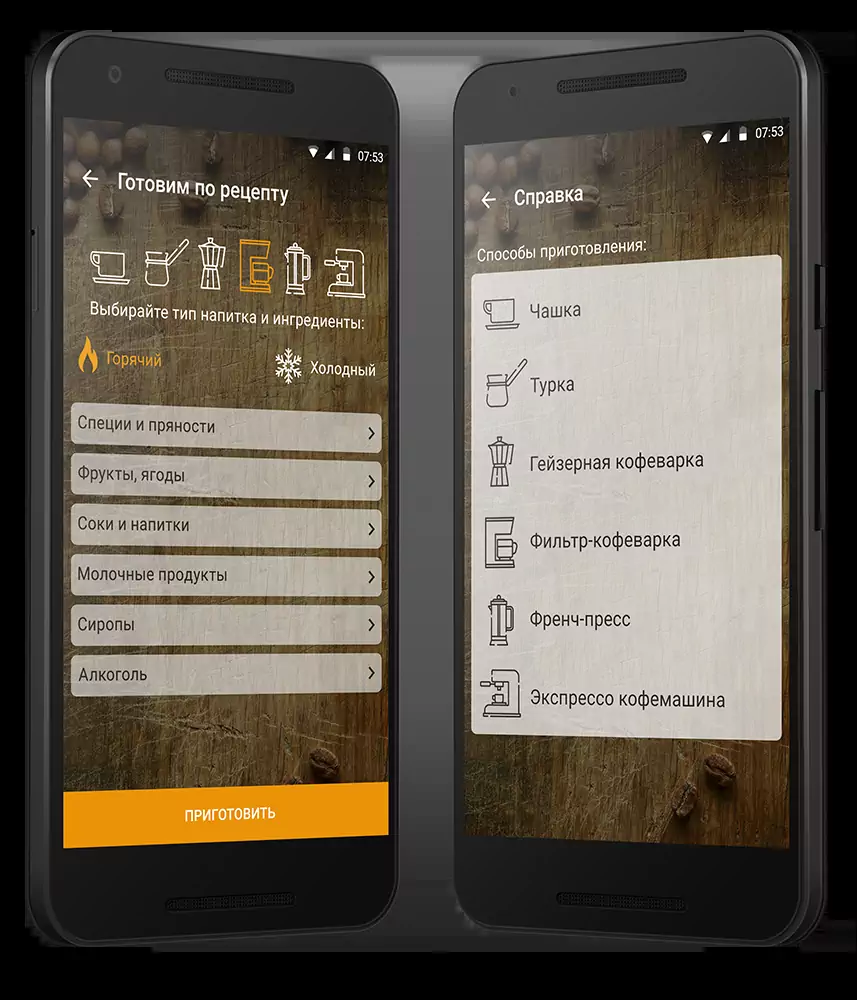 07:53
Готовим по рецепту
Выбирайте тип напитка и ингредиенты:
Горячий
Холодный
Специи и пряности
Фрукты, ягоды
Соки и напитки
Молочные продукты
Сиропы
Алкоголь
ПРИГОТОВИТЬ
07:53
Справка
Способы приготовления:
Чашка
Турка
Гейзерная кофеварка
Фильтр-кофеварка
Френч-пресс
Экспрессо кофемашина